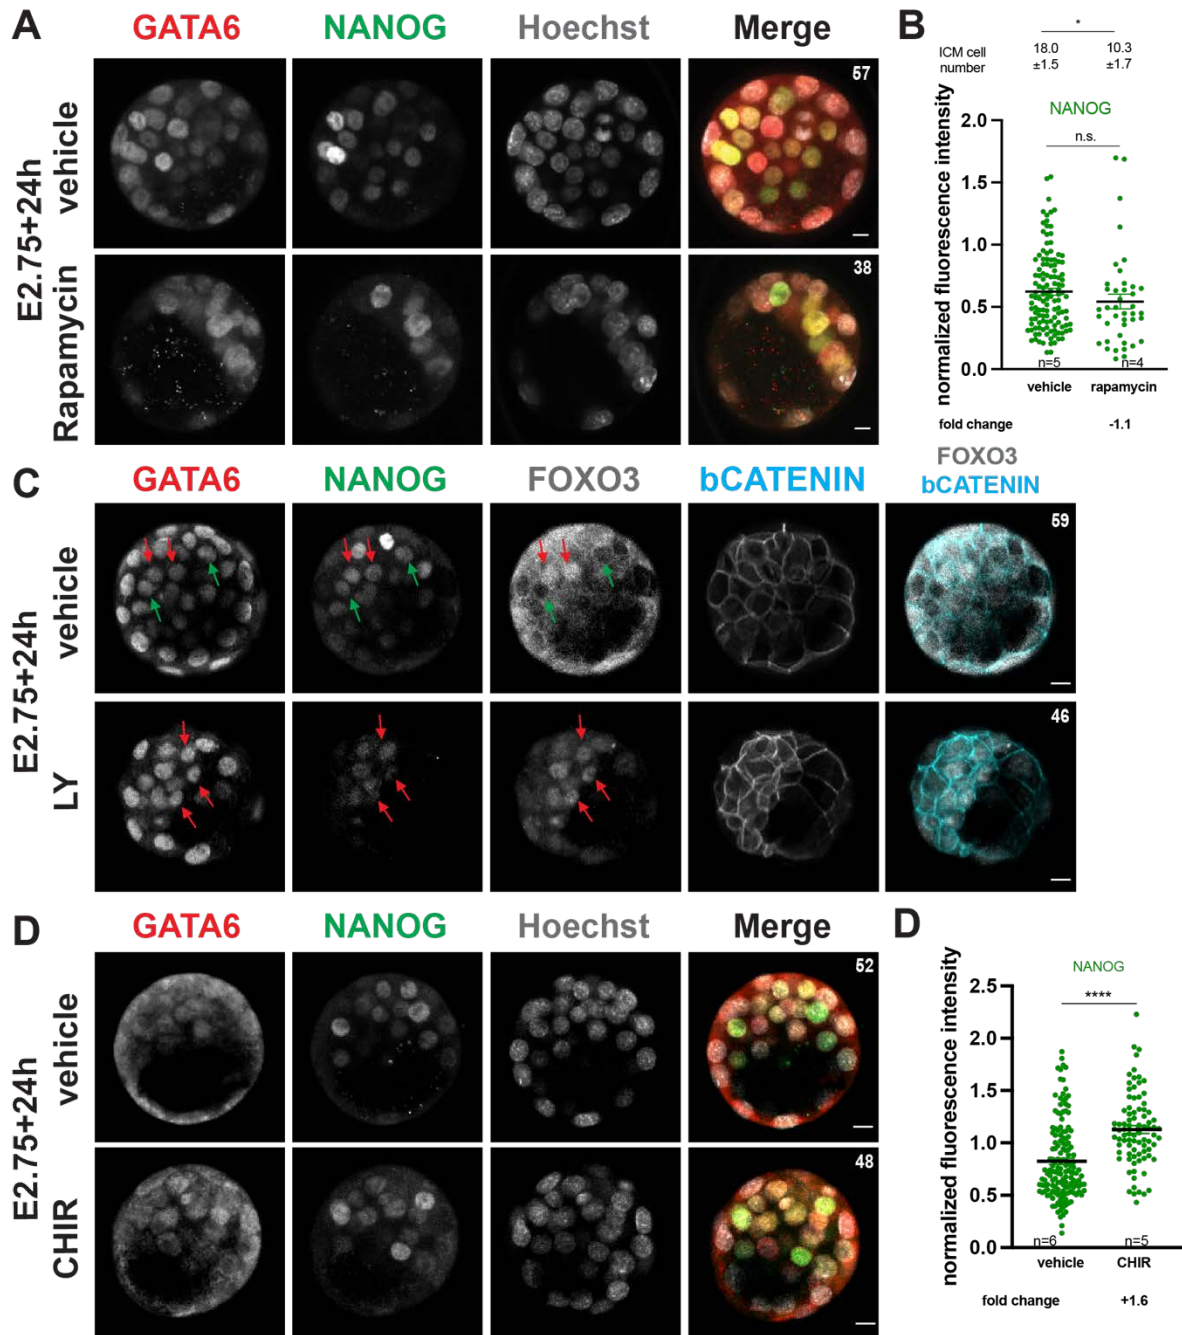 A
GATA6 NANOG Hoechst Merge
E2.75+24h
vehicle
57
Rapamycin
38
B
*
ICM cell number
18.0 ±1.5
10.3 ±1.7
NANOG
n.s.
normalized fluorescence intensity
2.0
1.5
1.0
0.5
0.0
n=5 n=4
vehicle rapamycin
fold change -1.1
C
GATA6 NANOG FOXO3 bCATENIN FOXO3 bCATENIN
E2.75+24h
vehicle
59
LY
46
D
GATA6 NANOG Hoechst Merge
E2.75+24h
vehicle
52
CHIR
48
D
NANOG
****
normalized fluorescence intensity
2.5
2.0
1.5
1.0
0.5
0.0
n=6 n=5
vehicle CHIR
fold change +1.6